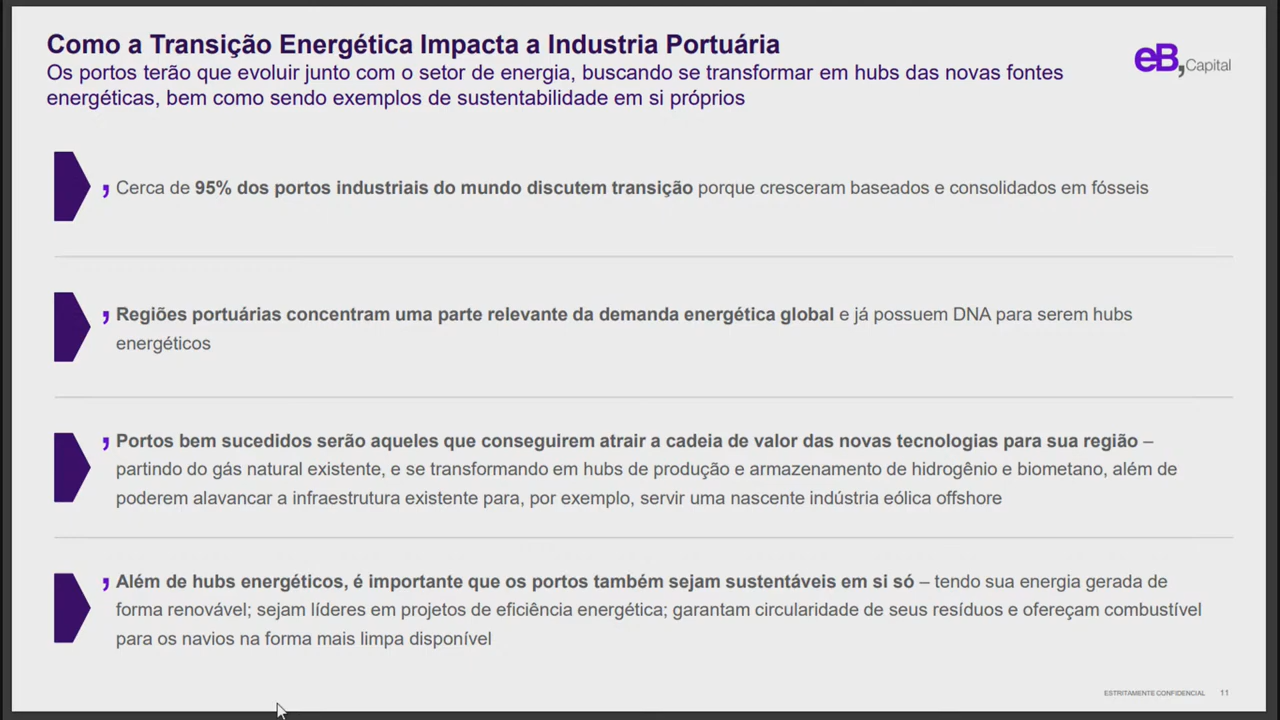 Como a Transição Energética Impacta a Industria Portuária
Os portos terão que evoluir junto com o setor de energia, buscando se transformar em hubs das novas fontes
energéticas, bem como sendo exemplos de sustentabilidade em si próprios
eB, Capital
, Cerca de 95% dos portos industriais do mundo discutem transição porque cresceram baseados e consolidados em fósseis
, Regiões portuárias concentram uma parte relevante da demanda energética global e já possuem DNA para serem hubs
energéticos
, Portos bem sucedidos serão aqueles que conseguirem atrair a cadeia de valor das novas tecnologias para sua região –
partindo do gás natural existente, e se transformando em hubs de produção e armazenamento de hidrogênio e biometano, além de
poderem alavancar a infraestrutura existente para, por exemplo, servir uma nascente indústria eólica offshore
, Além de hubs energéticos, é importante que os portos também sejam sustentáveis em si só – tendo sua energia gerada de
forma renovável; sejam líderes em projetos de eficiência energética; garantam circularidade de seus resíduos e ofereçam combustível
para os navios na forma mais limpa disponível
ESTRITAMENTE CONFIDENCIAL 11